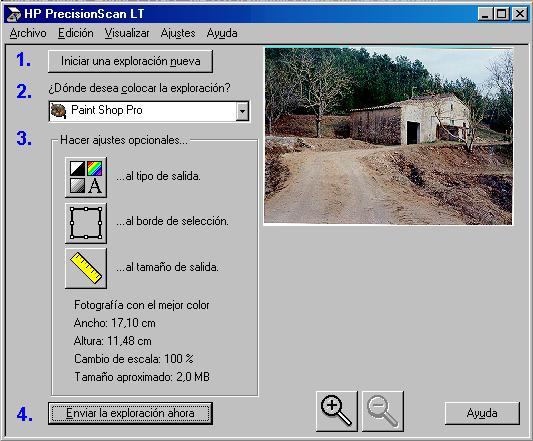 HP PrecisionScan LT
Archivo Edición Visualizar Ajustes Ayuda
1. Iniciar una exploración nueva
2. ¿Dónde desea colocar la exploración?
Paint Shop Pro
3. Hacer ajustes opcionales...
A ...al tipo de salida.
...al borde de selección.
...al tamaño de salida.
Fotografía con el mejor color
Ancho: 17,10 cm
Altura: 11,48 cm
Cambio de escala: 100 %
Tamaño aproximado: 2,0 MB
4. Enviar la exploración ahora
Ayuda